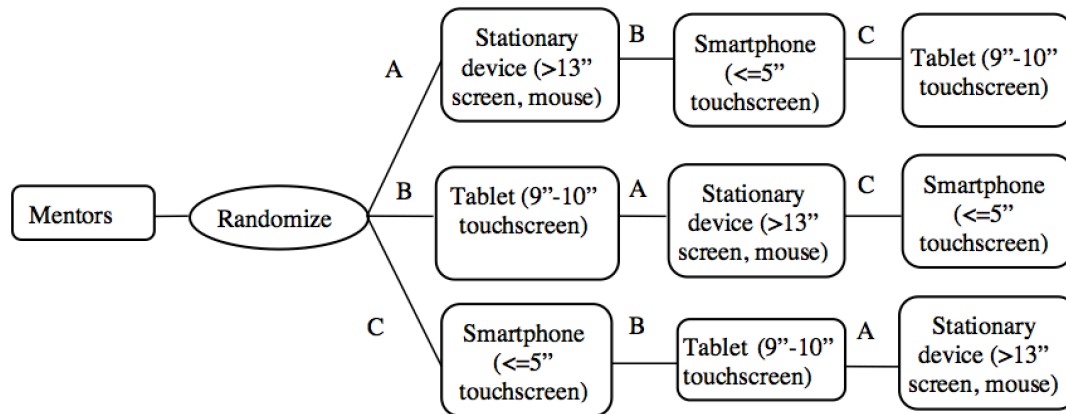 A
Stationary
device (>13”
screen, mouse)
B
Smartphone
(<=5”
touchscreen)
C
Tablet (9”-10”
touchscreen)
Mentors
Randomize
B
Tablet (9”-10”
touchscreen)
A
Stationary
device (>13”
screen, mouse)
C
Smartphone
(<=5”
touchscreen)
C
Smartphone
(<=5”
touchscreen)
B
Tablet (9”-10”
touchscreen)
A
Stationary
device (>13”
screen, mouse)